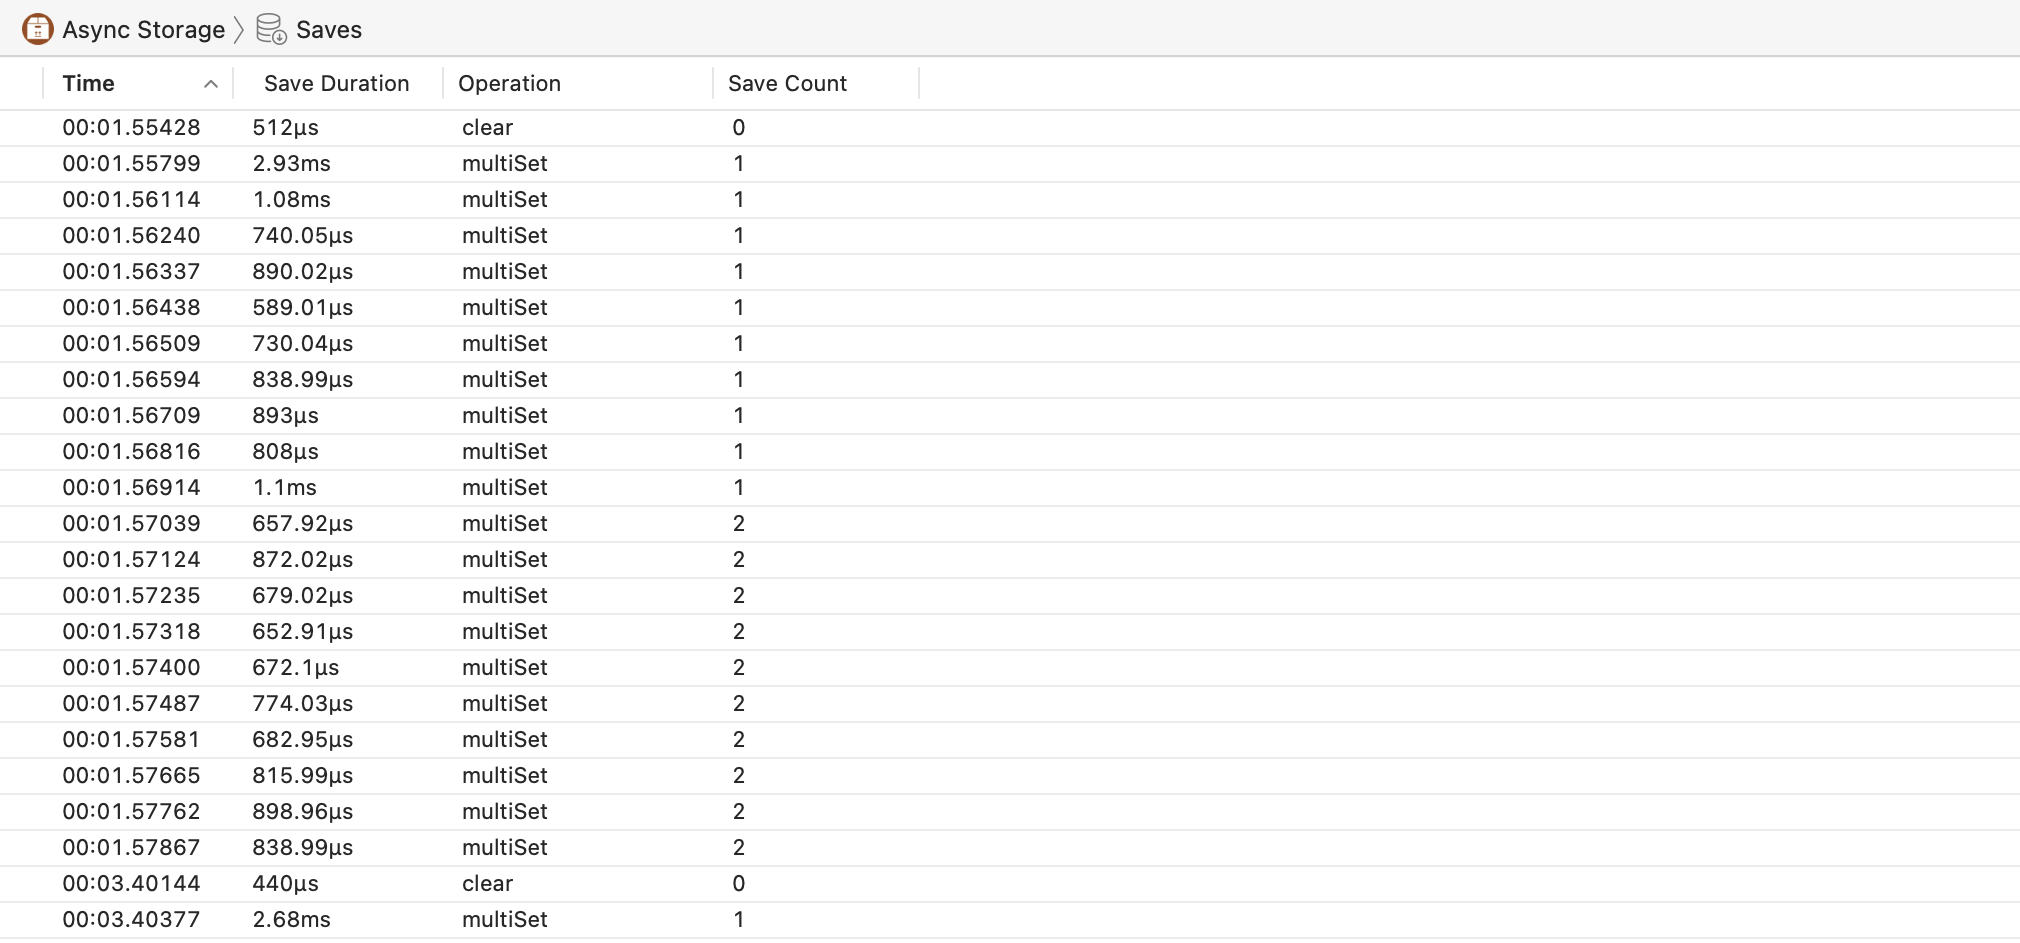 Async Storage Saves
Time Save Duration Operation Save Count
00:01.55428 512µs clear 0
00:01.55799 2.93ms multiSet 1
00:01.56114 1.08ms multiSet 1
00:01.56240 740.05µs multiSet 1
00:01.56337 890.02µs multiSet 1
00:01.56438 589.01µs multiSet 1
00:01.56509 730.04µs multiSet 1
00:01.56594 838.99µs multiSet 1
00:01.56709 893µs multiSet 1
00:01.56816 808µs multiSet 1
00:01.56914 1.1ms multiSet 1
00:01.57039 657.92µs multiSet 2
00:01.57124 872.02µs multiSet 2
00:01.57235 679.02µs multiSet 2
00:01.57318 652.91µs multiSet 2
00:01.57400 672.1µs multiSet 2
00:01.57487 774.03µs multiSet 2
00:01.57581 682.95µs multiSet 2
00:01.57665 815.99µs multiSet 2
00:01.57762 898.96µs multiSet 2
00:01.57867 838.99µs multiSet 2
00:03.40144 440µs clear 0
00:03.40377 2.68ms multiSet 1